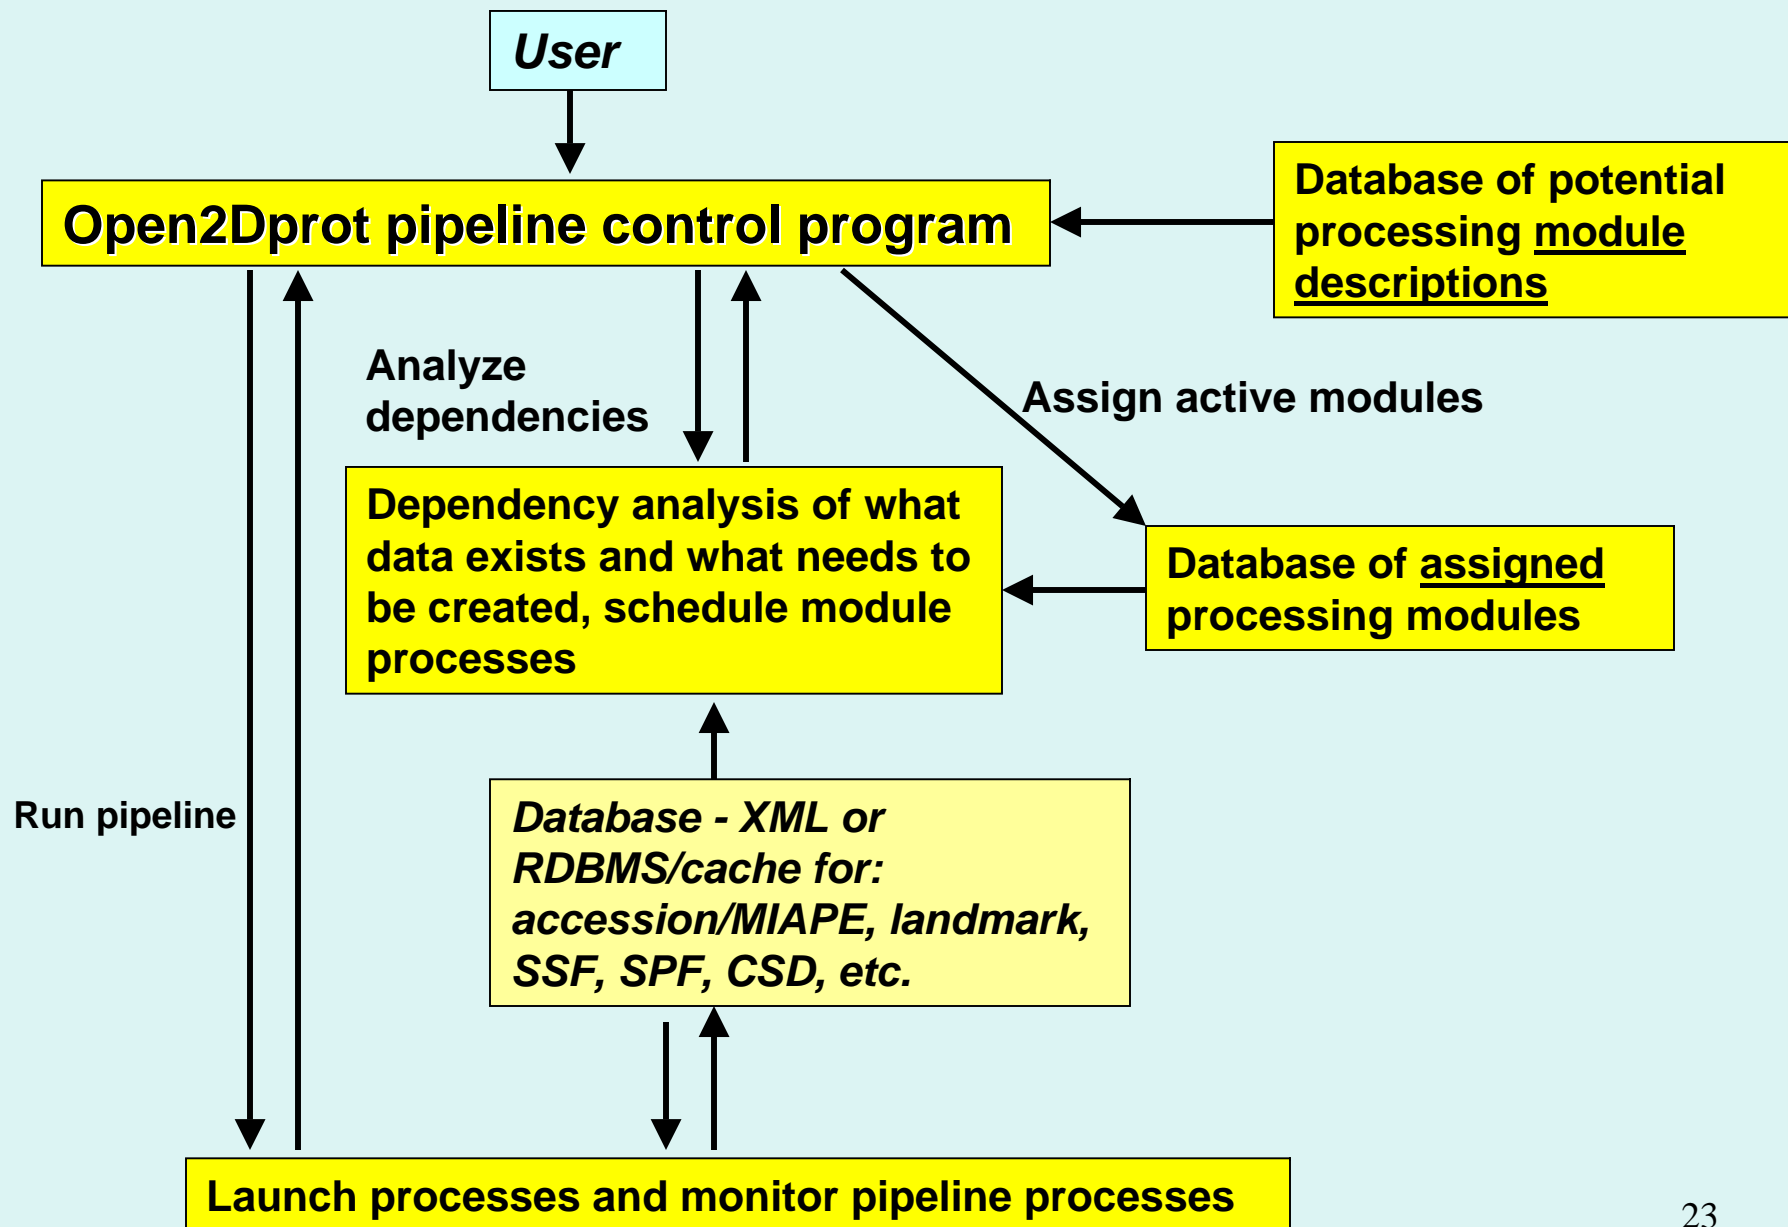 User
Open2Dprot pipeline control program
Database of potential
processing module
descriptions
Analyze
dependencies
Assign active modules
Dependency analysis of what
data exists and what needs to
be created, schedule module
processes
Database of assigned
processing modules
Run pipeline
Database - XML or
RDBMS/cache for:
accession/MIAPE, landmark,
SSF, SPF, CSD, etc.
Launch processes and monitor pipeline processes
23